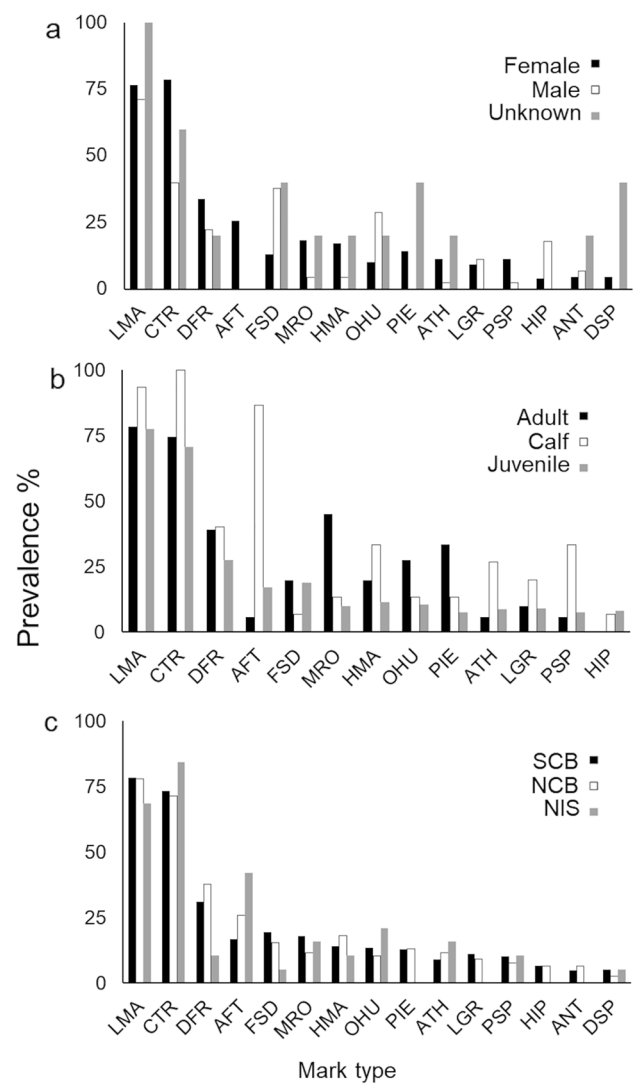 a
100
75
50
25
0
Female
Male
Unknown
LMA CTR DFR AFT FSD MRO HMA OHU PIE ATH LGR PSP HIP ANT DSP
b
100
75
50
25
0
Adult
Calf
Juvenile
LMA CTR DFR AFT FSD MRO HMA OHU PIE ATH LGR PSP HIP
Prevalence %
c
100
75
50
25
0
SCB
NCB
NIS
LMA CTR DFR AFT FSD MRO HMA OHU PIE ATH LGR PSP HIP ANT DSP
Mark type